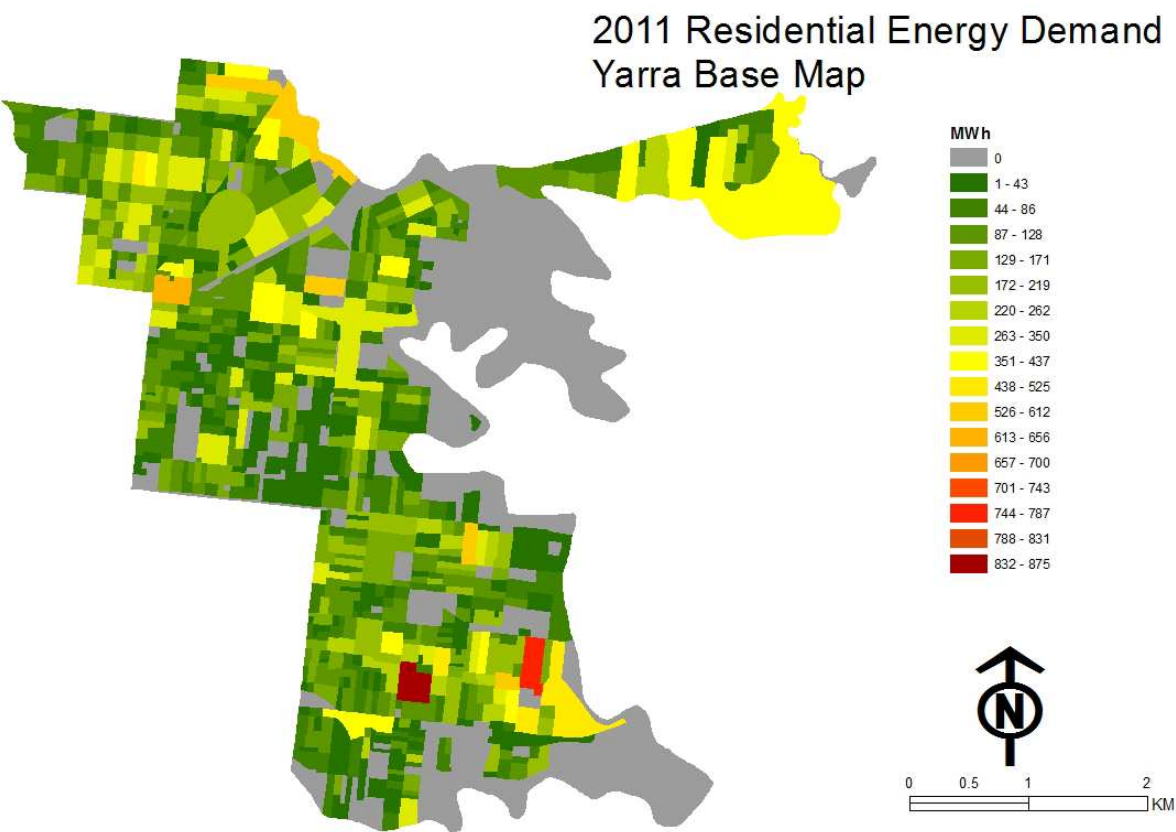 2011 Residential Energy Demand
Yarra Base Map
MWh
0
1 - 43
44 - 86
87 - 128
129 - 171
172 - 219
220 - 262
263 - 350
351 - 437
438 - 525
526 - 612
613 - 656
657 - 700
701 - 743
744 - 787
788 - 831
832 - 875
N
0 0.5 1 2
KM